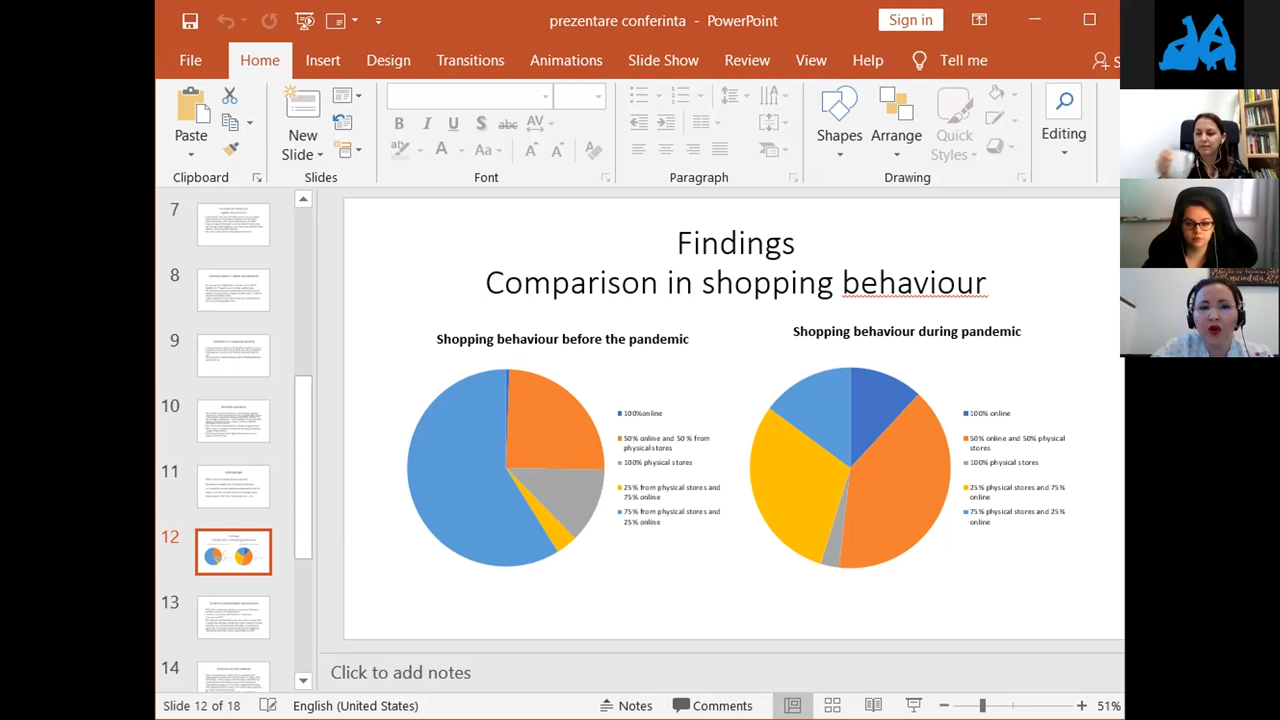 prezentare conferinta - PowerPoint
Sign in
File
Home
Insert
Design
Transitions
Animations
Slide Show
Review
View
Help
Tell me
S
Paste
New
Slide
Shapes
Arrange
Quick
Styles
Editing
B
I
U
S
abc
AV
Aa
A
A
A
A
Clipboard
Slides
Font
Paragraph
Drawing
7
8
9
10
11
12
13
14
Findings
Comparison in shopping behaviour
Shopping behaviour before the pandemic
100%online
50% online and 50 % from
physical stores
100% physical stores
25% from physical stores and
75% online
75% from physical stores and
25% online
Shopping behaviour during pandemic
100% online
50% online and 50% physical
stores
100% physical stores
25% physical stores and 75%
online
75% physical stores and 25%
online
Click to add notes
Slide 12 of 18
English (United States)
Notes
Comments
51%